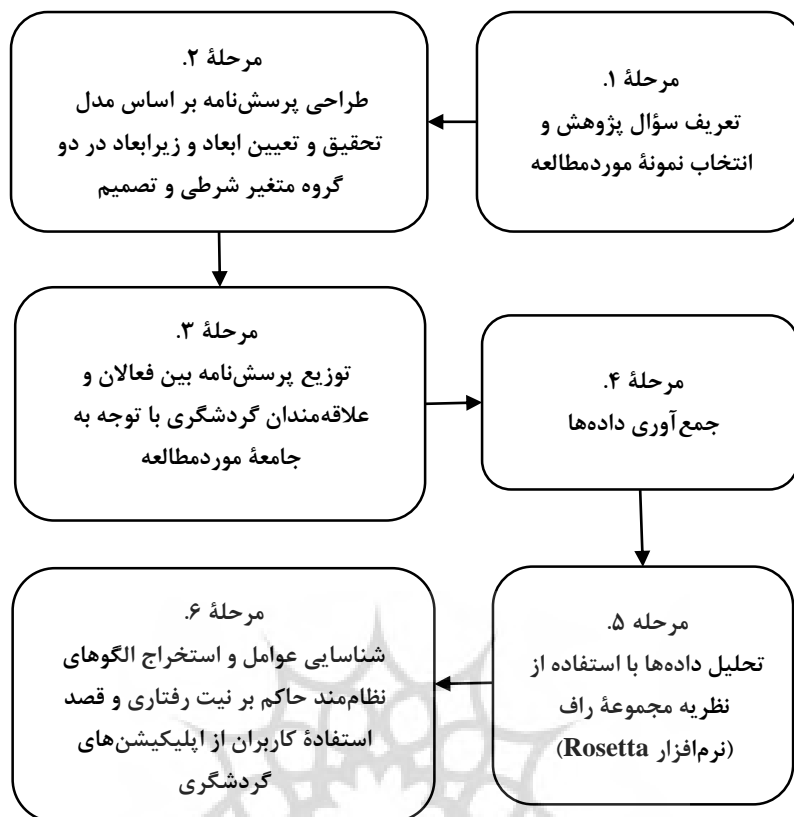 مرحلهٔ ۱.
تعریف سؤال پژوهش و
انتخاب نمونهٔ موردمطالعه
مرحلهٔ ۲.
طراحی پرسش‌نامه بر اساس مدل
تحقیق و تعیین ابعاد و زیرابعاد در دو
گروه متغیر شرطی و تصمیم
مرحلهٔ ۳.
توزیع پرسش‌نامه بین فعالان و
علاقه‌مندان گردشگری با توجه به
جامعهٔ موردمطالعه
مرحلهٔ ۴.
جمع‌آوری داده‌ها
مرحله ۵.
تحلیل داده‌ها با استفاده از
نظریه مجموعهٔ راف
(نرم‌افزار Rosetta)
مرحلهٔ ۶.
شناسایی عوامل و استخراج الگوهای
نظام‌مند حاکم بر نیت رفتاری و قصد
استفادهٔ کاربران از اپلیکیشن‌های
گردشگری